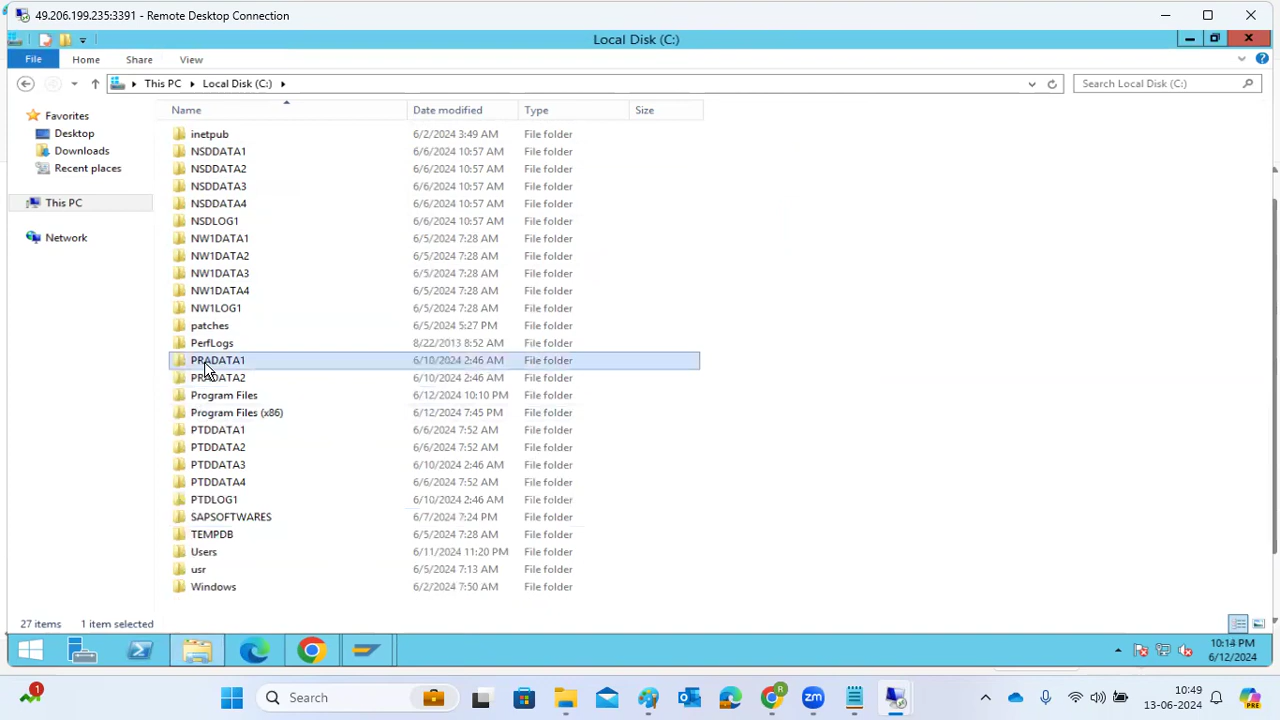 49.206.199.235:3391 - Remote Desktop Connection
Local Disk (C:)
File Home Share View
This PC Local Disk (C:) Search Local Disk (C:)
Name Date modified Type Size
Favorites
Desktop
Downloads
Recent places
This PC
Network
inetpub 6/2/2024 3:49 AM File folder
NSDDATA1 6/6/2024 10:57 AM File folder
NSDDATA2 6/6/2024 10:57 AM File folder
NSDDATA3 6/6/2024 10:57 AM File folder
NSDDATA4 6/6/2024 10:57 AM File folder
NSDLOG1 6/6/2024 10:57 AM File folder
NW1DATA1 6/5/2024 7:28 AM File folder
NW1DATA2 6/5/2024 7:28 AM File folder
NW1DATA3 6/5/2024 7:28 AM File folder
NW1DATA4 6/5/2024 7:28 AM File folder
NW1LOG1 6/5/2024 7:28 AM File folder
patches 6/5/2024 5:27 PM File folder
PerfLogs 8/22/2013 8:52 AM File folder
PRADATA1 6/10/2024 2:46 AM File folder
PRADATA2 6/10/2024 2:46 AM File folder
Program Files 6/12/2024 10:10 PM File folder
Program Files (x86) 6/12/2024 7:45 PM File folder
PTDDATA1 6/6/2024 7:52 AM File folder
PTDDATA2 6/6/2024 7:52 AM File folder
PTDDATA3 6/10/2024 2:46 AM File folder
PTDDATA4 6/6/2024 7:52 AM File folder
PTDLOG1 6/10/2024 2:46 AM File folder
SAPSOFTWARES 6/7/2024 7:24 PM File folder
TEMPDB 6/5/2024 7:28 AM File folder
Users 6/11/2024 11:20 PM File folder
usr 6/5/2024 7:13 AM File folder
Windows 6/2/2024 7:50 AM File folder
27 items 1 item selected
10:14 PM
6/12/2024
1
Search
R
zm
10:49
13-06-2024
PRE